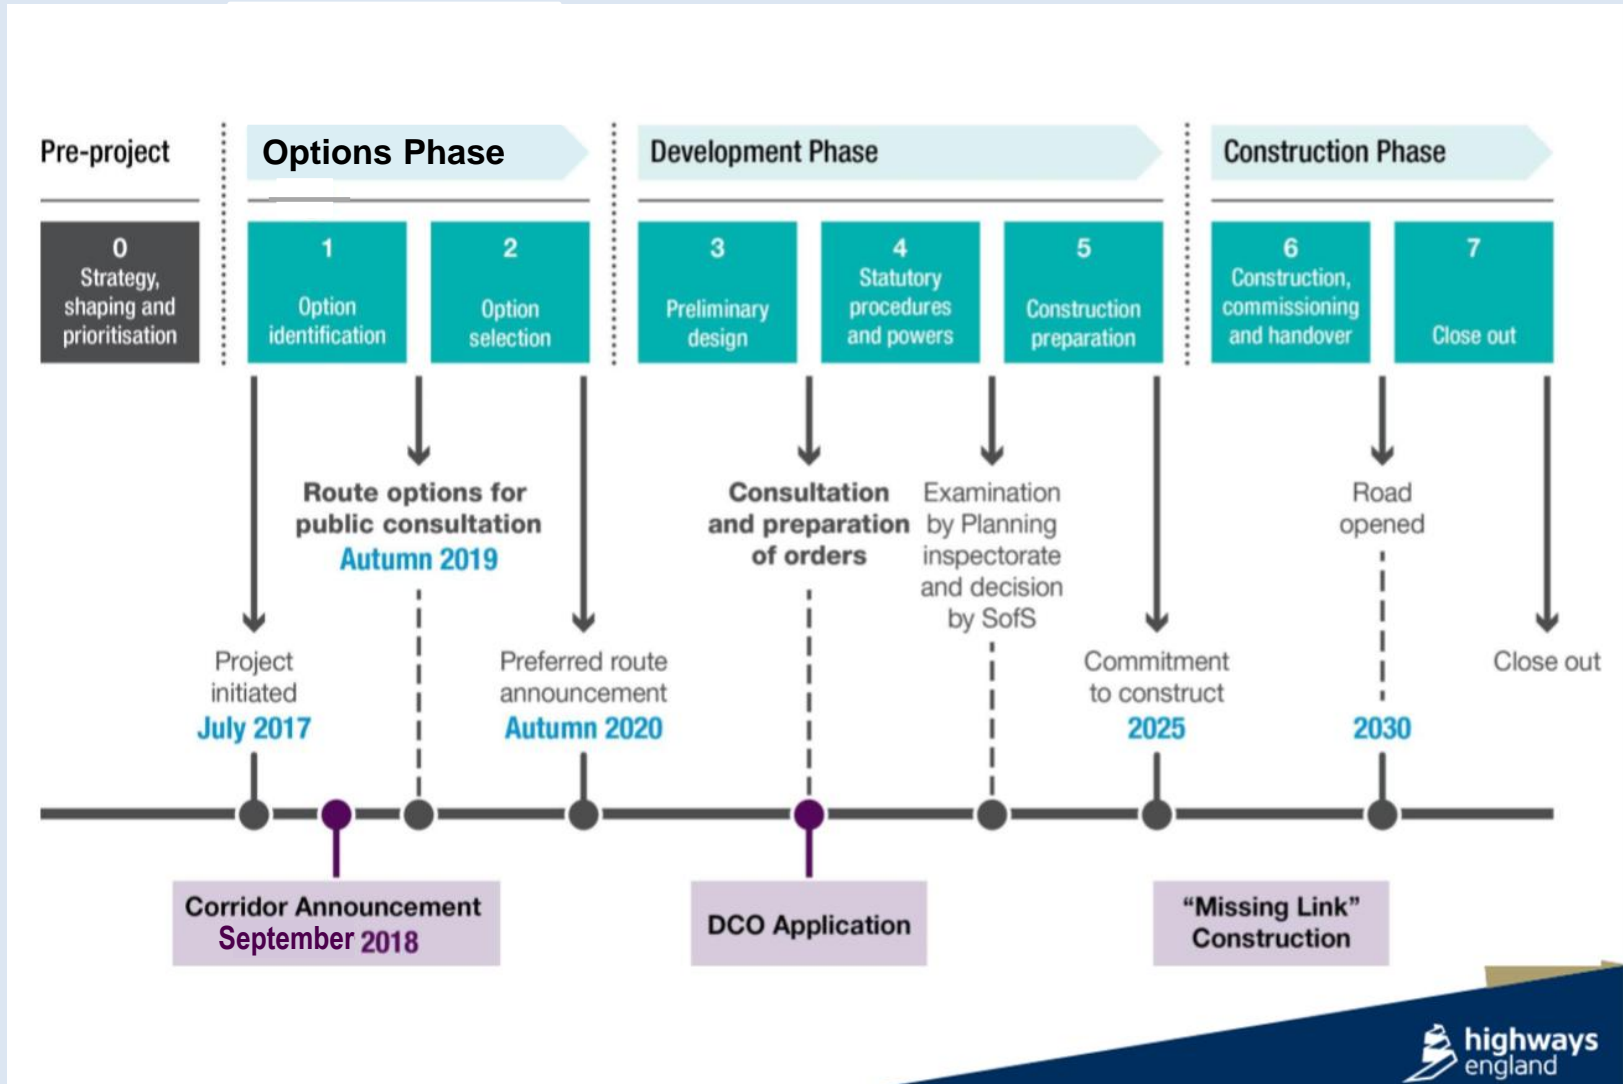 Pre-project
Options Phase
Development Phase
Construction Phase
0
Strategy,
shaping and
prioritisation
1
Option
identification
2
Option
selection
3
Preliminary
design
4
Statutory
procedures
and powers
5
Construction
preparation
6
Construction,
commissioning
and handover
7
Close out
Route options for
public consultation
Autumn 2019
Consultation
and preparation
of orders
Examination
by Planning
inspectorate
and decision
by SofS
Road
opened
Project
initiated
July 2017
Preferred route
announcement
Autumn 2020
Commitment
to construct
2025
2030
Close out
Corridor Announcement
September 2018
DCO Application
“Missing Link”
Construction
highways
england